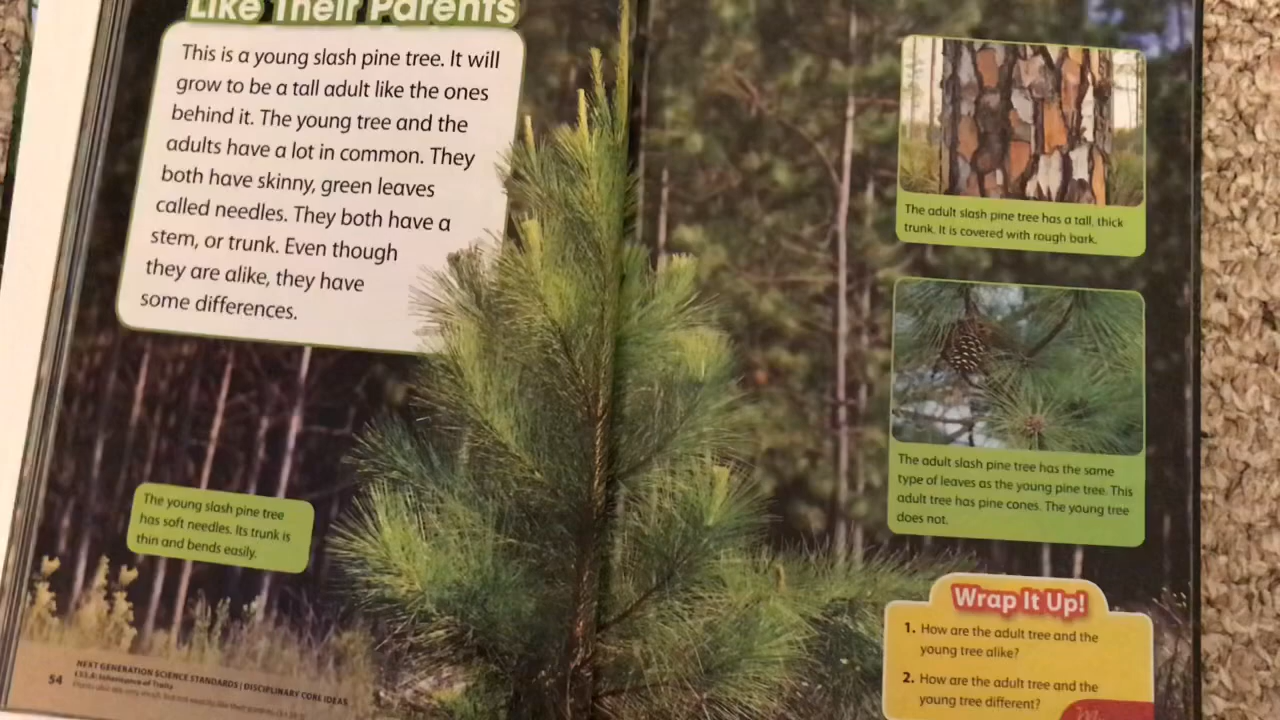 Like Their Parents
This is a young slash pine tree. It will
grow to be a tall adult like the ones
behind it. The young tree and the
adults have a lot in common. They
both have skinny, green leaves
called needles. They both have a
stem, or trunk. Even though
they are alike, they have
some differences.
The young slash pine tree
has soft needles. Its trunk is
thin and bends easily.
54
NEXT GENERATION SCIENCE STANDARDS | DISCIPLINARY CORE IDEAS
LS3.A: Inheritance of Traits
The adult slash pine tree has a tall, thick
trunk. It is covered with rough bark.
The adult slash pine tree has the same
type of leaves as the young pine tree. This
adult tree has pine cones. The young tree
does not.
Wrap It Up!
1. How are the adult tree and the
young tree alike?
2. How are the adult tree and the
young tree different?